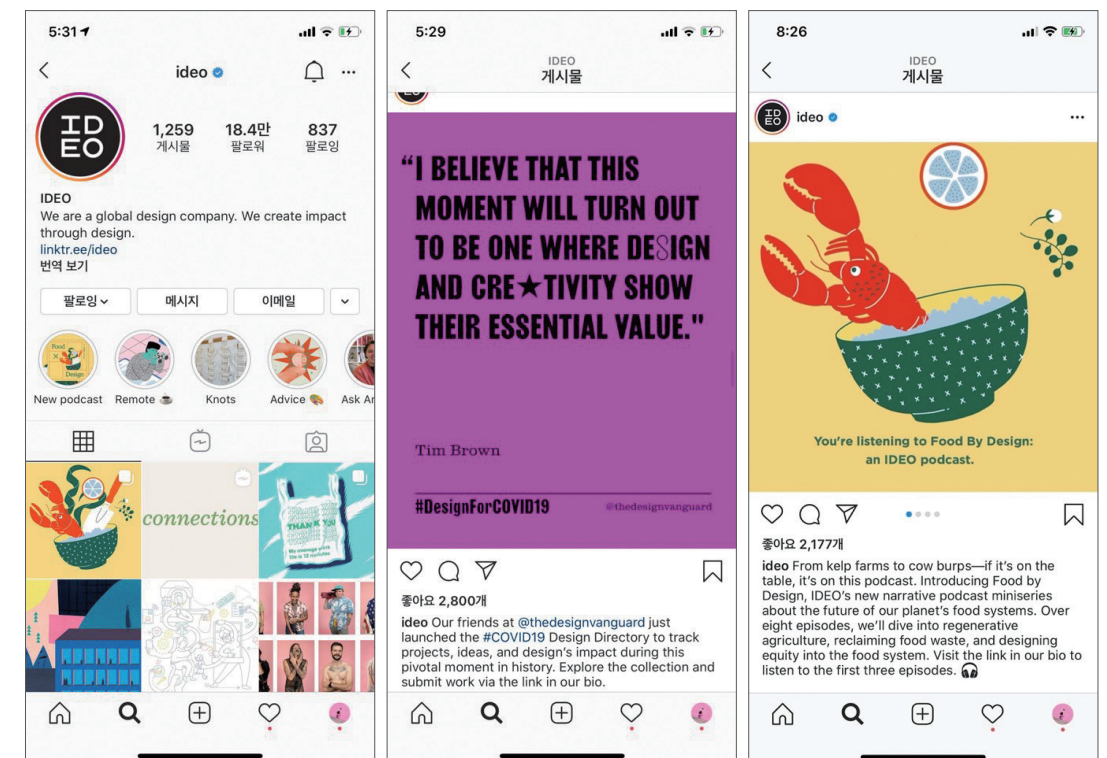 5:31
ideo
ID
EO
1,259
게시물
18.4만
팔로워
837
팔로잉
IDEO
We are a global design company. We create impact
through design.
linktr.ee/ideo
번역 보기
팔로잉
메시지
이메일
Food
Design
New podcast
Remote
Knots
Advice
Ask
connections
THANK YOU
5:29
IDEO
게시물
EO
“I BELIEVE THAT THIS
MOMENT WILL TURN OUT
TO BE ONE WHERE DESIGN
AND CRE★TIVITY SHOW
THEIR ESSENTIAL VALUE."
Tim Brown
#DesignForCOVID19
@thedesignvanguard
좋아요 2,800개
ideo Our friends at @thedesignvanguard just
launched the #COVID19 Design Directory to track
projects, ideas, and design’s impact during this
pivotal moment in history. Explore the collection and
submit work via the link in our bio.
8:26
IDEO
게시물
ID
EO
ideo
You're listening to Food By Design:
an IDEO podcast.
좋아요 2,177개
ideo From kelp farms to cow burps—if it’s on the
table, it’s on this podcast. Introducing Food by
Design, IDEO’s new narrative podcast miniseries
about the future of our planet’s food systems. Over
eight episodes, we’ll dive into regenerative
agriculture, reclaiming food waste, and designing
equity into the food system. Visit the link in our bio to
listen to the first three episodes. 🎧